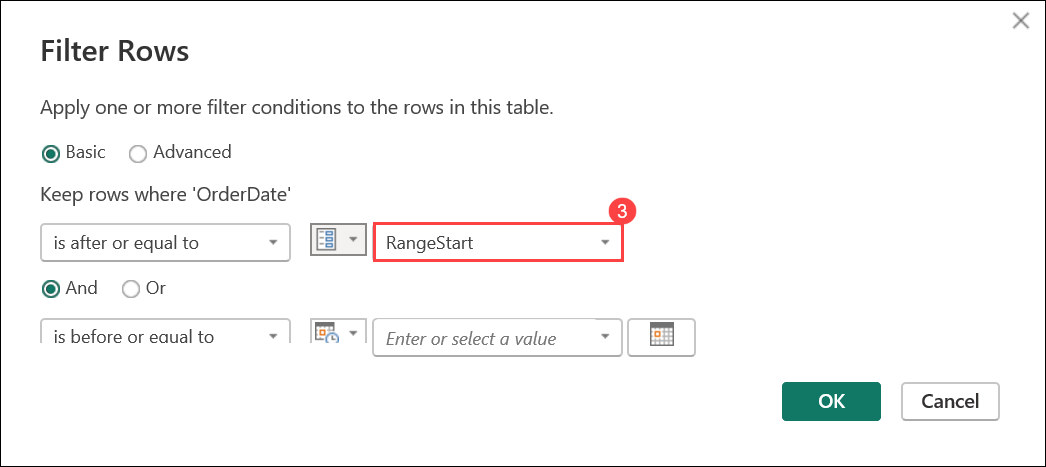 Filter Rows
Apply one or more filter conditions to the rows in this table.
Basic Advanced
Keep rows where 'OrderDate'
3
is after or equal to RangeStart
And Or
is before or equal to Enter or select a value
OK Cancel